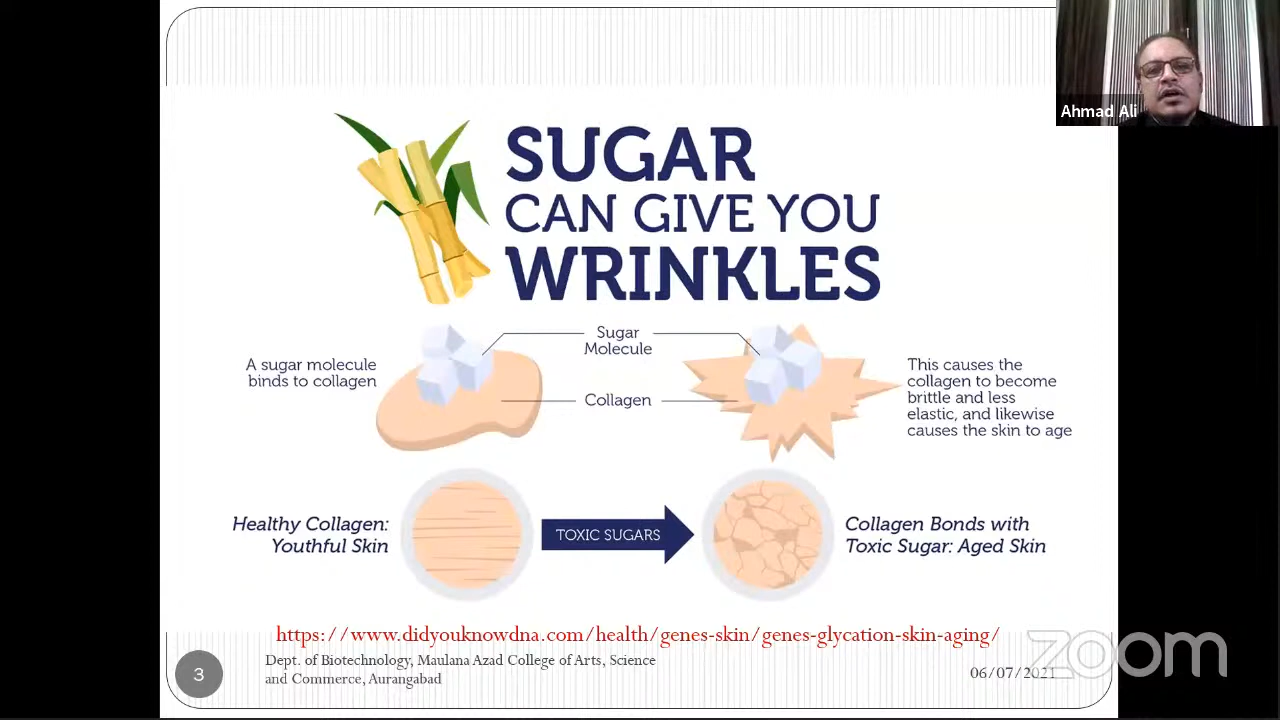 Ahmad Ali
SUGAR
CAN GIVE YOU
WRINKLES
Sugar
Molecule
A sugar molecule
binds to collagen
Collagen
This causes the
collagen to become
brittle and less
elastic, and likewise
causes the skin to age
Healthy Collagen:
Youthful Skin
TOXIC SUGARS
Collagen Bonds with
Toxic Sugar: Aged Skin
https://www.didyouknowdna.com/health/genes-skin/genes-glycation-skin-aging/
3
Dept. of Biotechnology, Maulana Azad College of Arts, Science
and Commerce, Aurangabad
06/07/2021
zoom